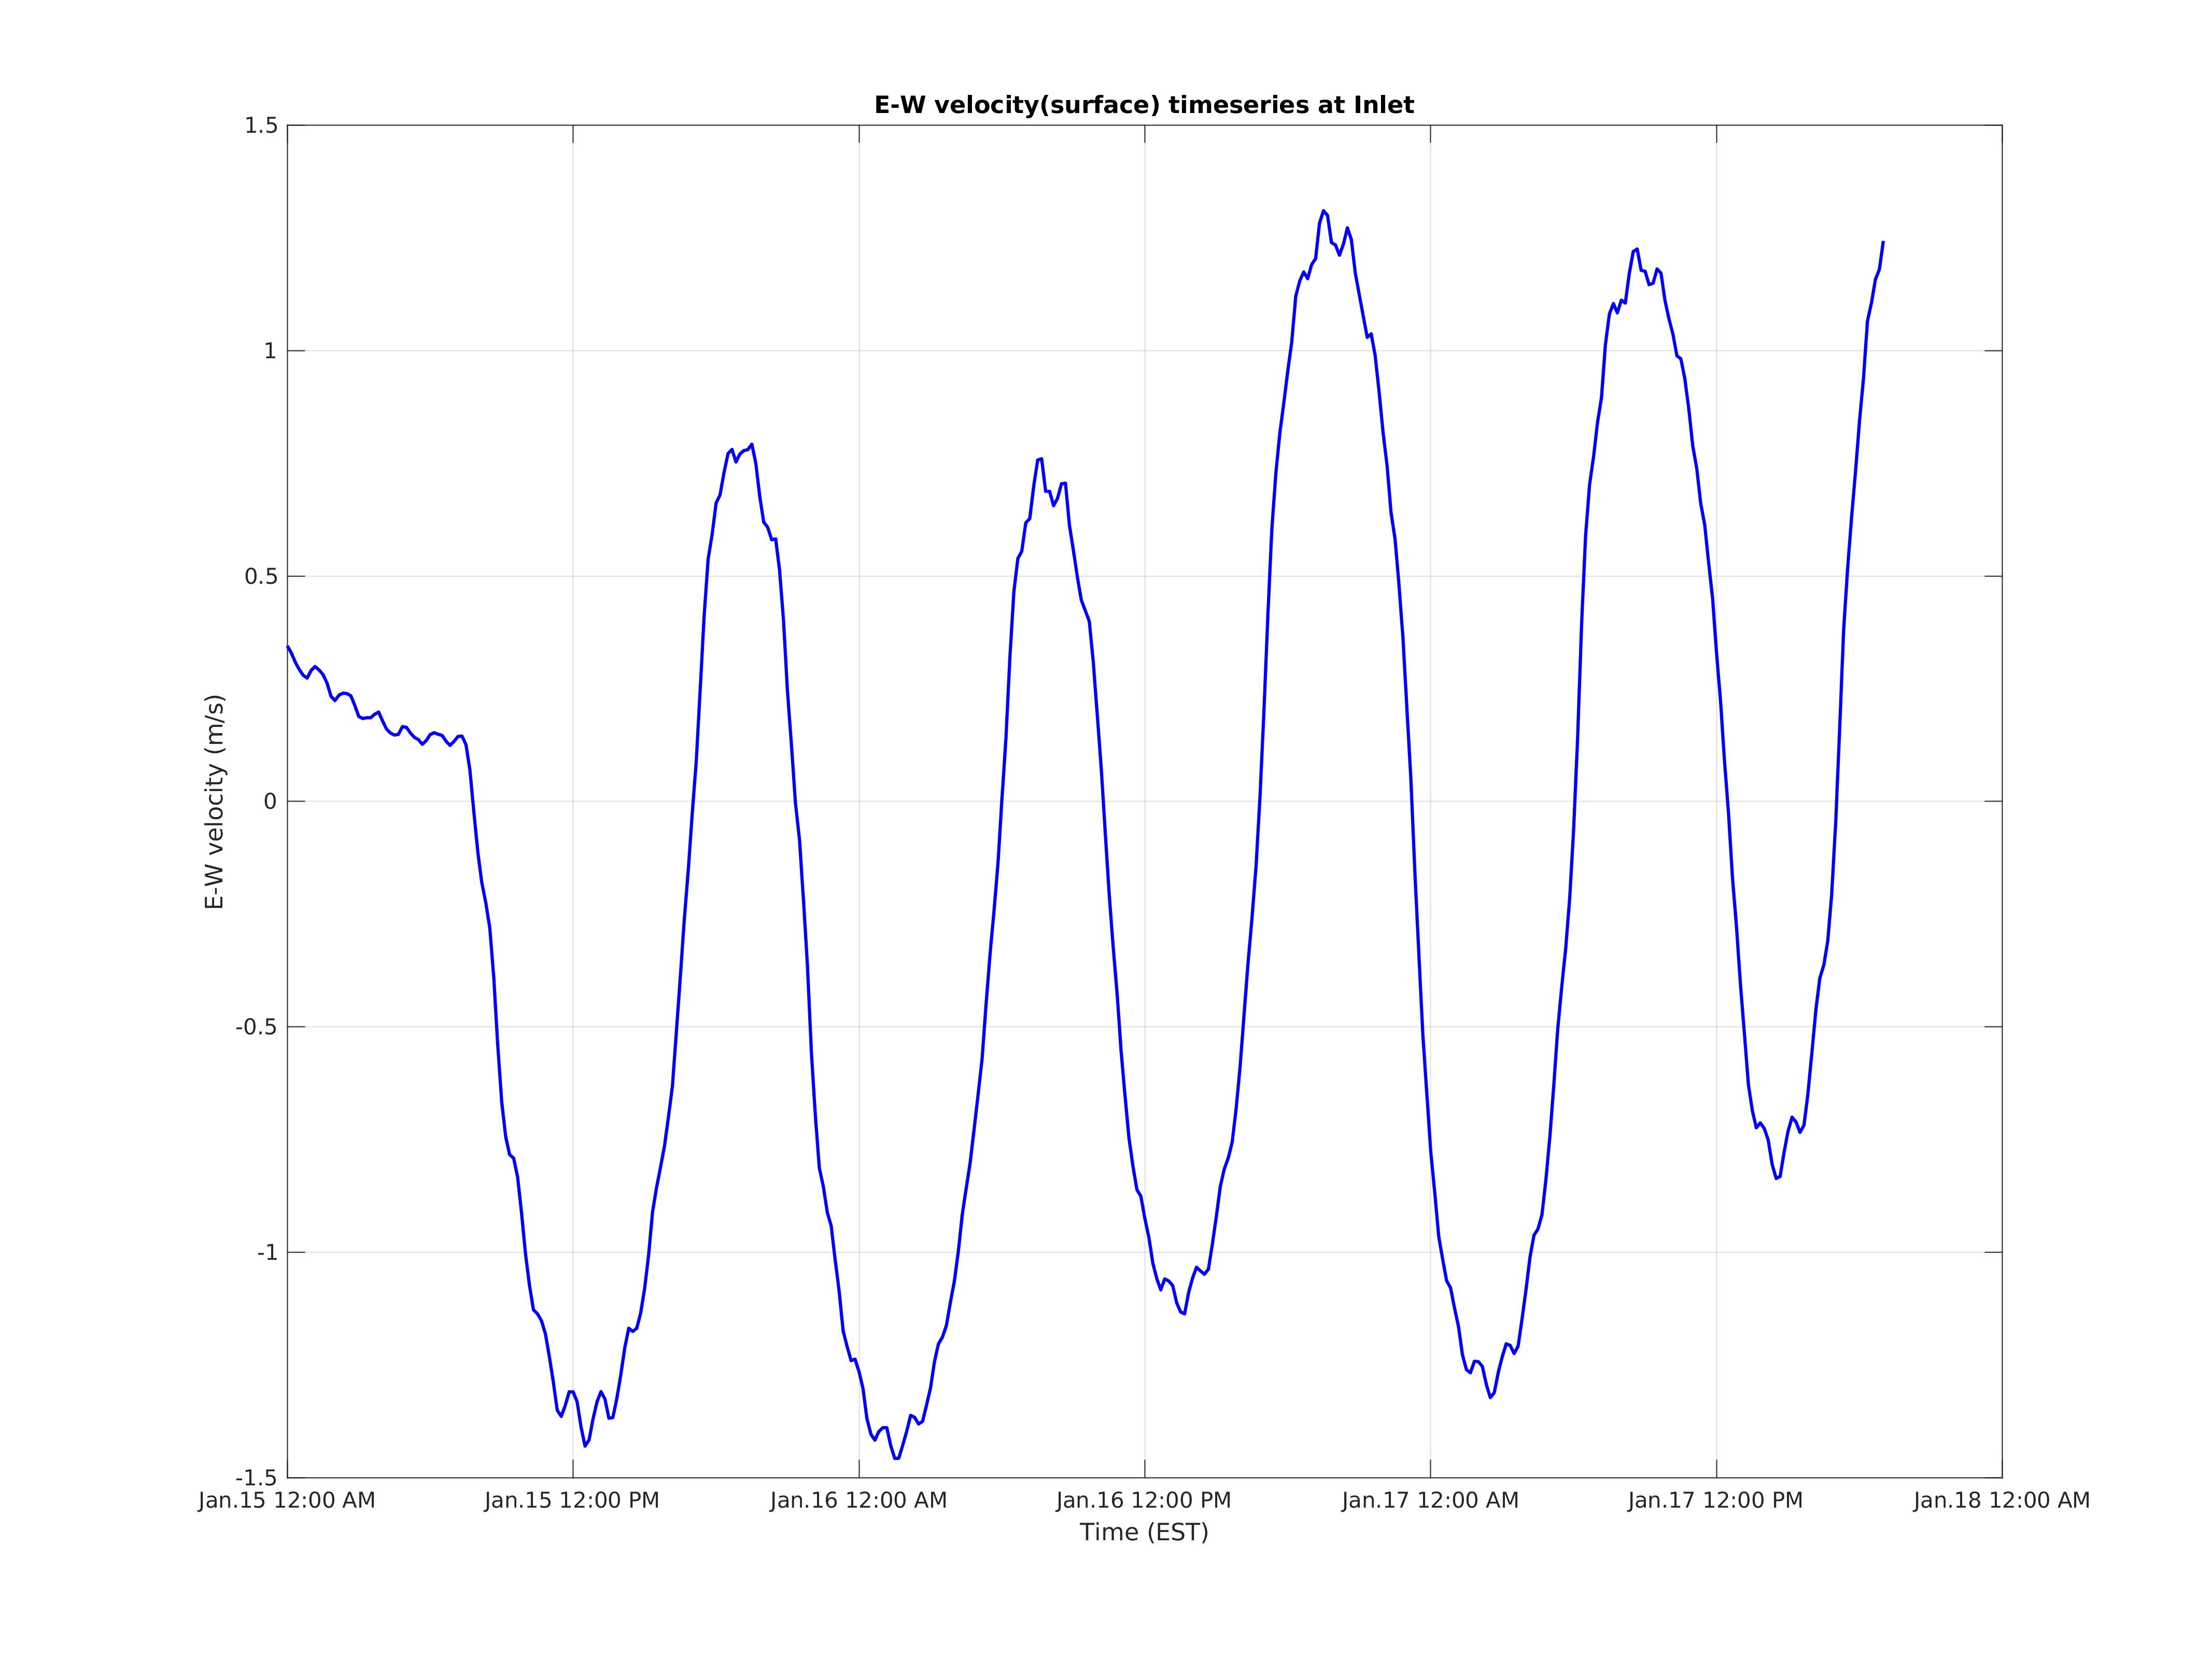 E-W velocity(surface) timeseries at Inlet
1.5
1
0.5
0
-0.5
-1
-1.5
E-W velocity (m/s)
Jan.15 12:00 AM Jan.15 12:00 PM Jan.16 12:00 AM Jan.16 12:00 PM Jan.17 12:00 AM Jan.17 12:00 PM Jan.18 12:00 AM
Time (EST)